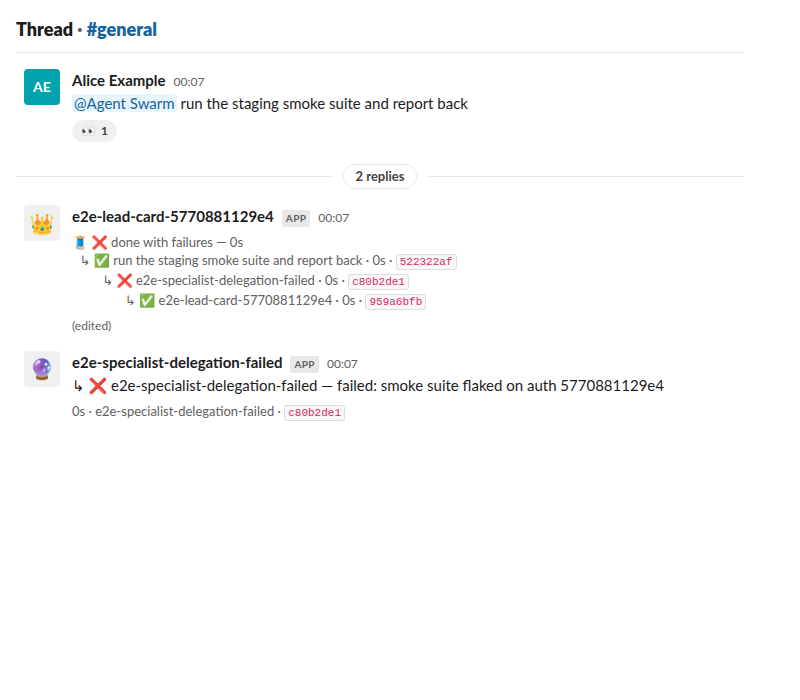 Thread • #general
AE
Alice Example 00:07
@Agent Swarm run the staging smoke suite and report back
👀 1
2 replies
e2e-lead-card-5770881129e4 APP 00:07
🧵 ❌ done with failures — 0s
↳ ✅ run the staging smoke suite and report back · 0s · 522322af
↳ ❌ e2e-specialist-delegation-failed · 0s · c80b2de1
↳ ✅ e2e-lead-card-5770881129e4 · 0s · 959a6bfb
(edited)
e2e-specialist-delegation-failed APP 00:07
↳ ❌ e2e-specialist-delegation-failed — failed: smoke suite flaked on auth 5770881129e4
0s · e2e-specialist-delegation-failed · c80b2de1